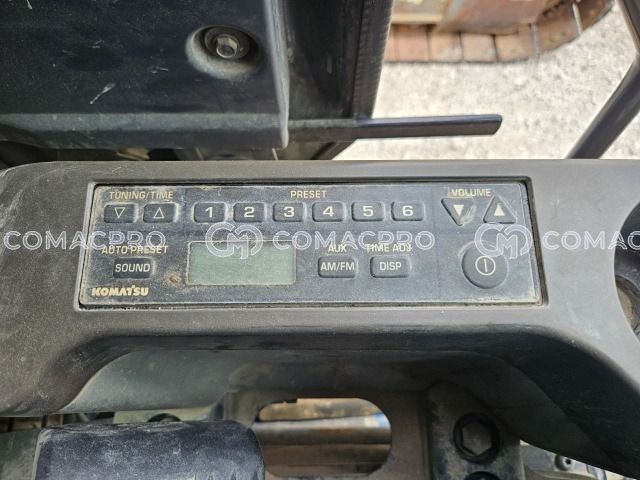 TUNING/TIME PRESET VOLUME
1 2 3 4 5 6
COMACPRO COMACPRO COMACPRO
AUTO PRESET AUX TIME ADJ
SOUND AM/FM DISP
KOMATSU